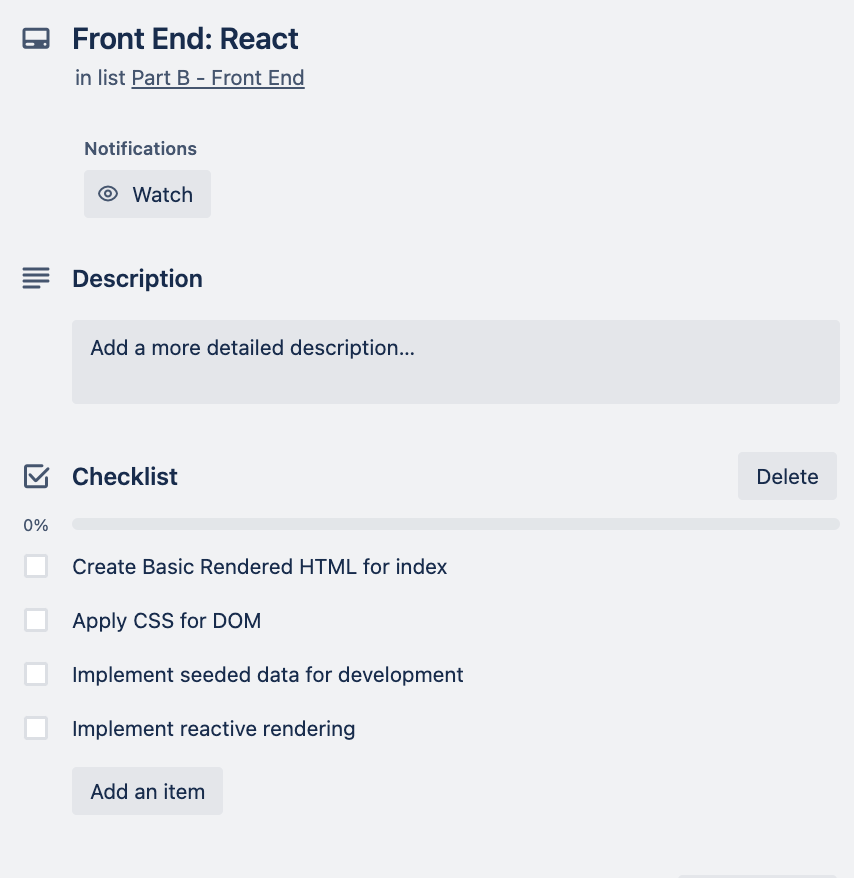 Front End: React
in list Part B - Front End
Notifications
Watch
Description
Add a more detailed description...
Checklist
Delete
0%
Create Basic Rendered HTML for index
Apply CSS for DOM
Implement seeded data for development
Implement reactive rendering
Add an item